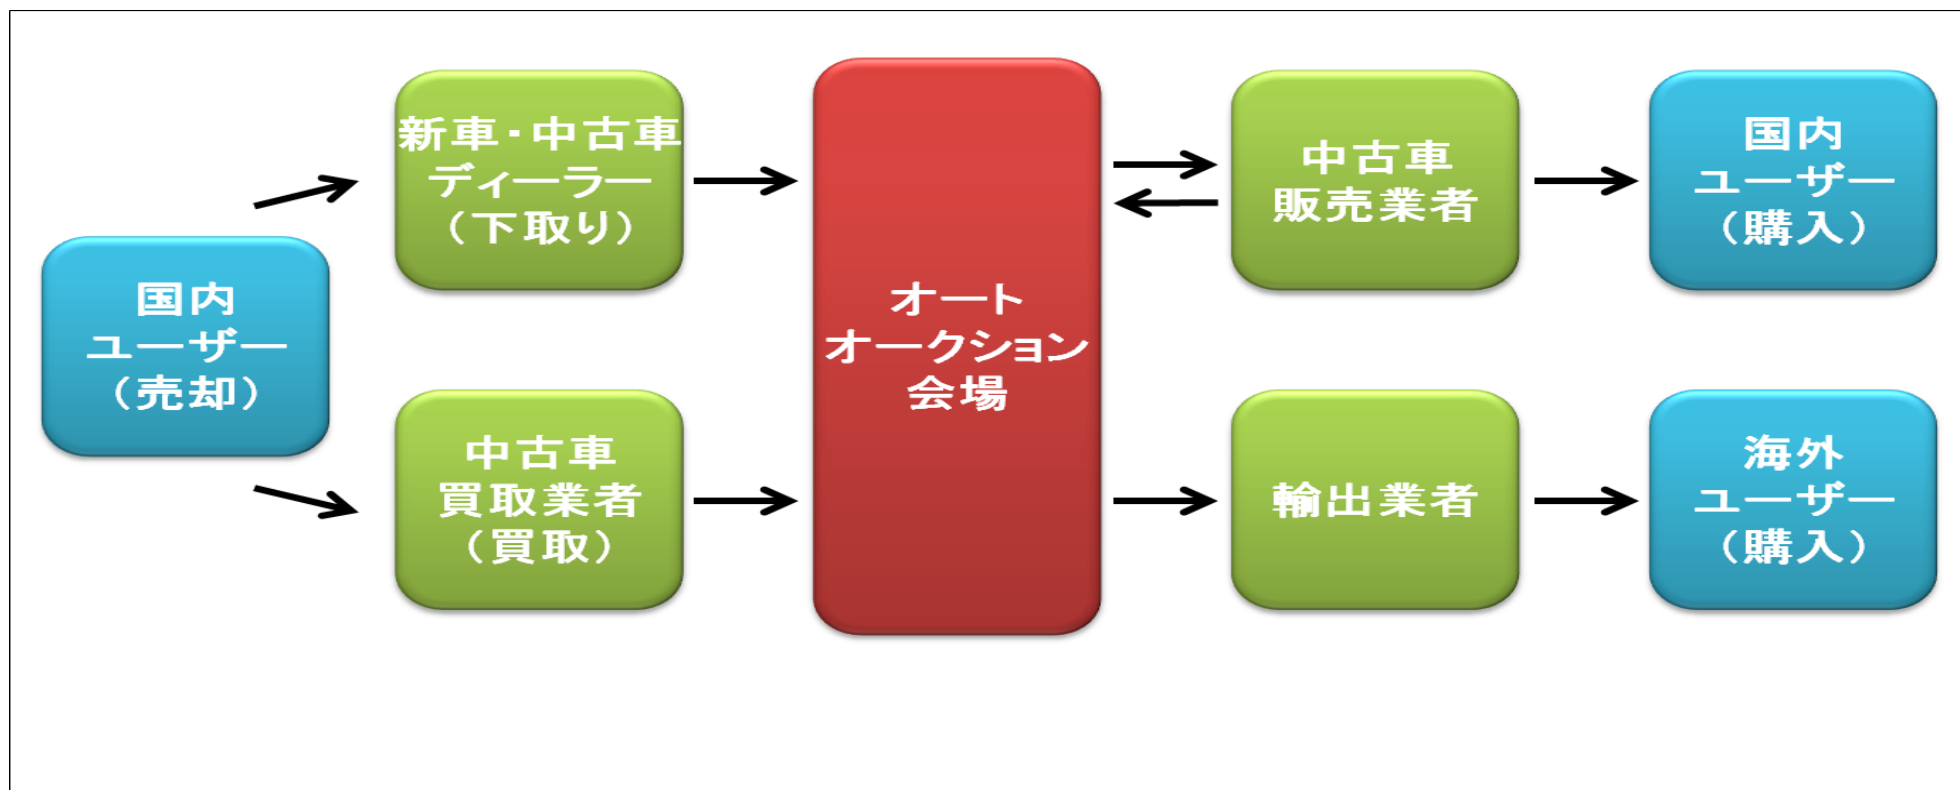 国内
ユーザー
（売却）
新車・中古車
ディーラー
（下取り）
中古車
買取業者
（買取）
オート
オークション
会場
中古車
販売業者
輸出業者
国内
ユーザー
（購入）
海外
ユーザー
（購入）